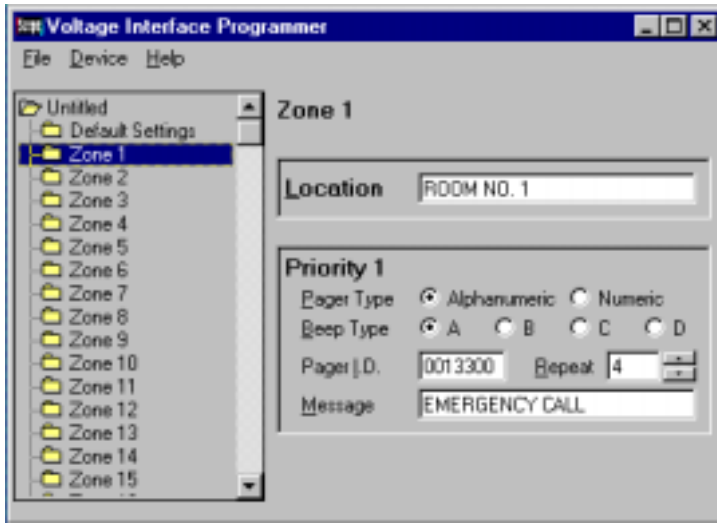 Voltage Interface Programmer
File Device Help
Untitled
Default Settings
Zone 1
Zone 2
Zone 3
Zone 4
Zone 5
Zone 6
Zone 7
Zone 8
Zone 9
Zone 10
Zone 11
Zone 12
Zone 13
Zone 14
Zone 15
Zone 1
Location ROOM NO. 1
Priority 1
Pager Type Alphanumeric Numeric
Beep Type A B C D
Pager I.D. 0013300 Repeat 4
Message EMERGENCY CALL